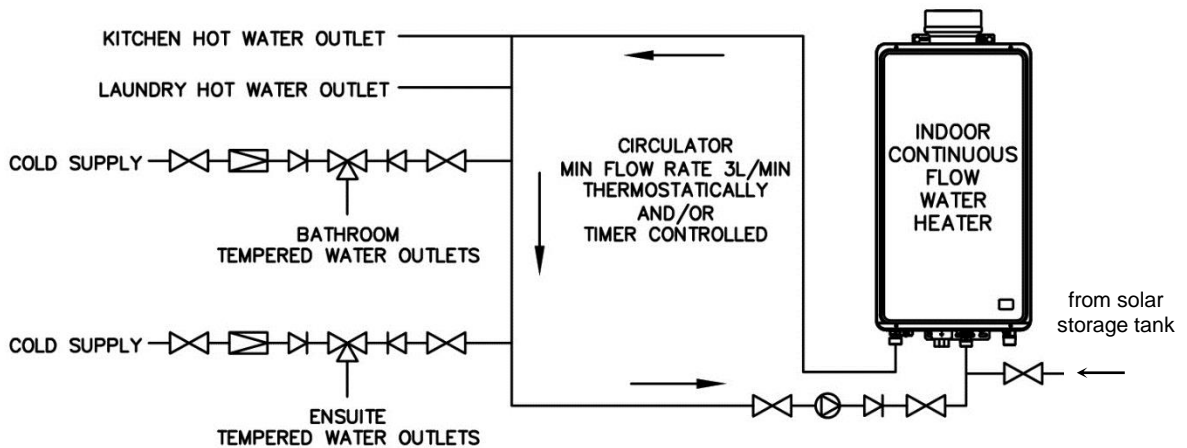 KITCHEN HOT WATER OUTLET
LAUNDRY HOT WATER OUTLET
COLD SUPPLY
BATHROOM
TEMPERED WATER OUTLETS
COLD SUPPLY
ENSUITE
TEMPERED WATER OUTLETS
CIRCULATOR
MIN FLOW RATE 3L/MIN
THERMOSTATICALLY
AND/OR
TIMER CONTROLLED
INDOOR
CONTINUOUS
FLOW
WATER
HEATER
from solar
storage tank